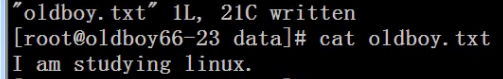 "oldboy.txt" 1L, 21C written
[root@oldboy66-23 data]# cat oldboy.txt
I am studying linux.